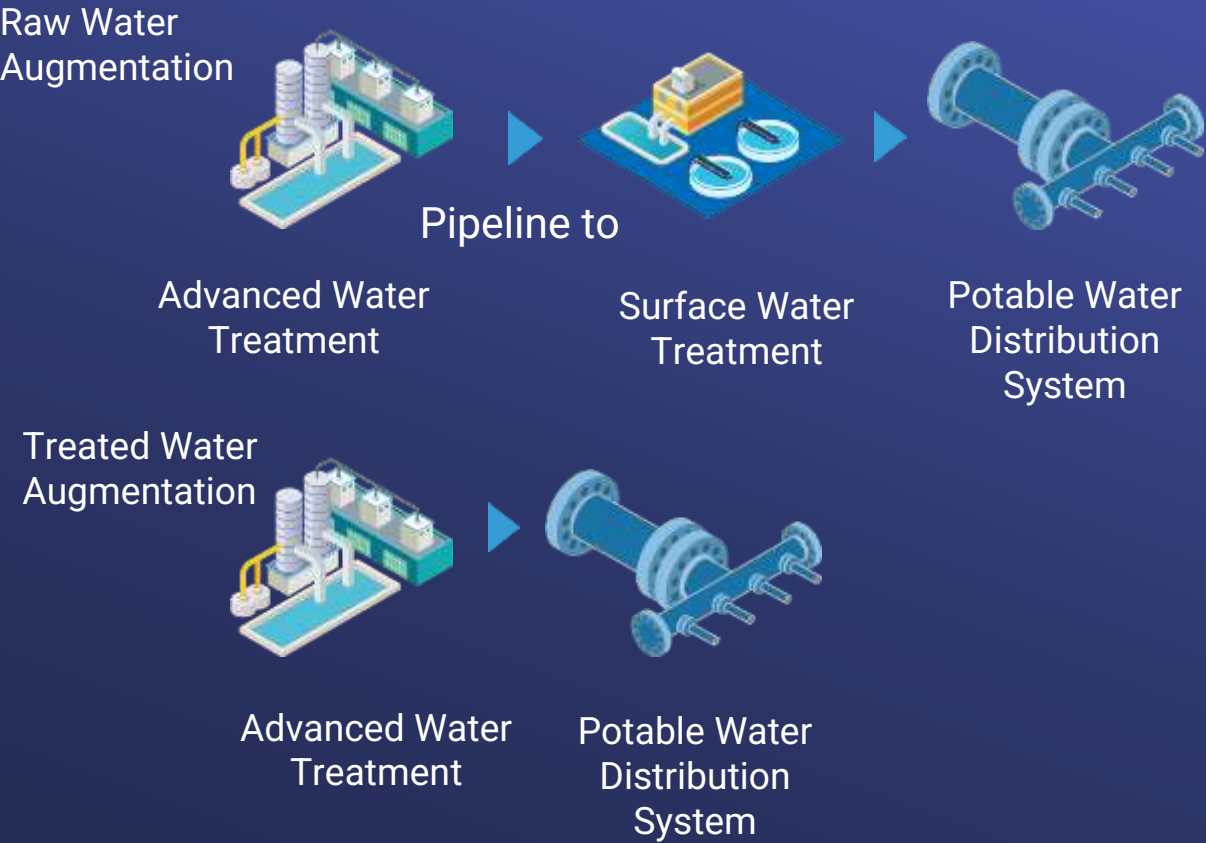 Raw Water
Augmentation
Pipeline to
Advanced Water
Treatment
Surface Water
Treatment
Potable Water
Distribution
System
Treated Water
Augmentation
Advanced Water
Treatment
Potable Water
Distribution
System